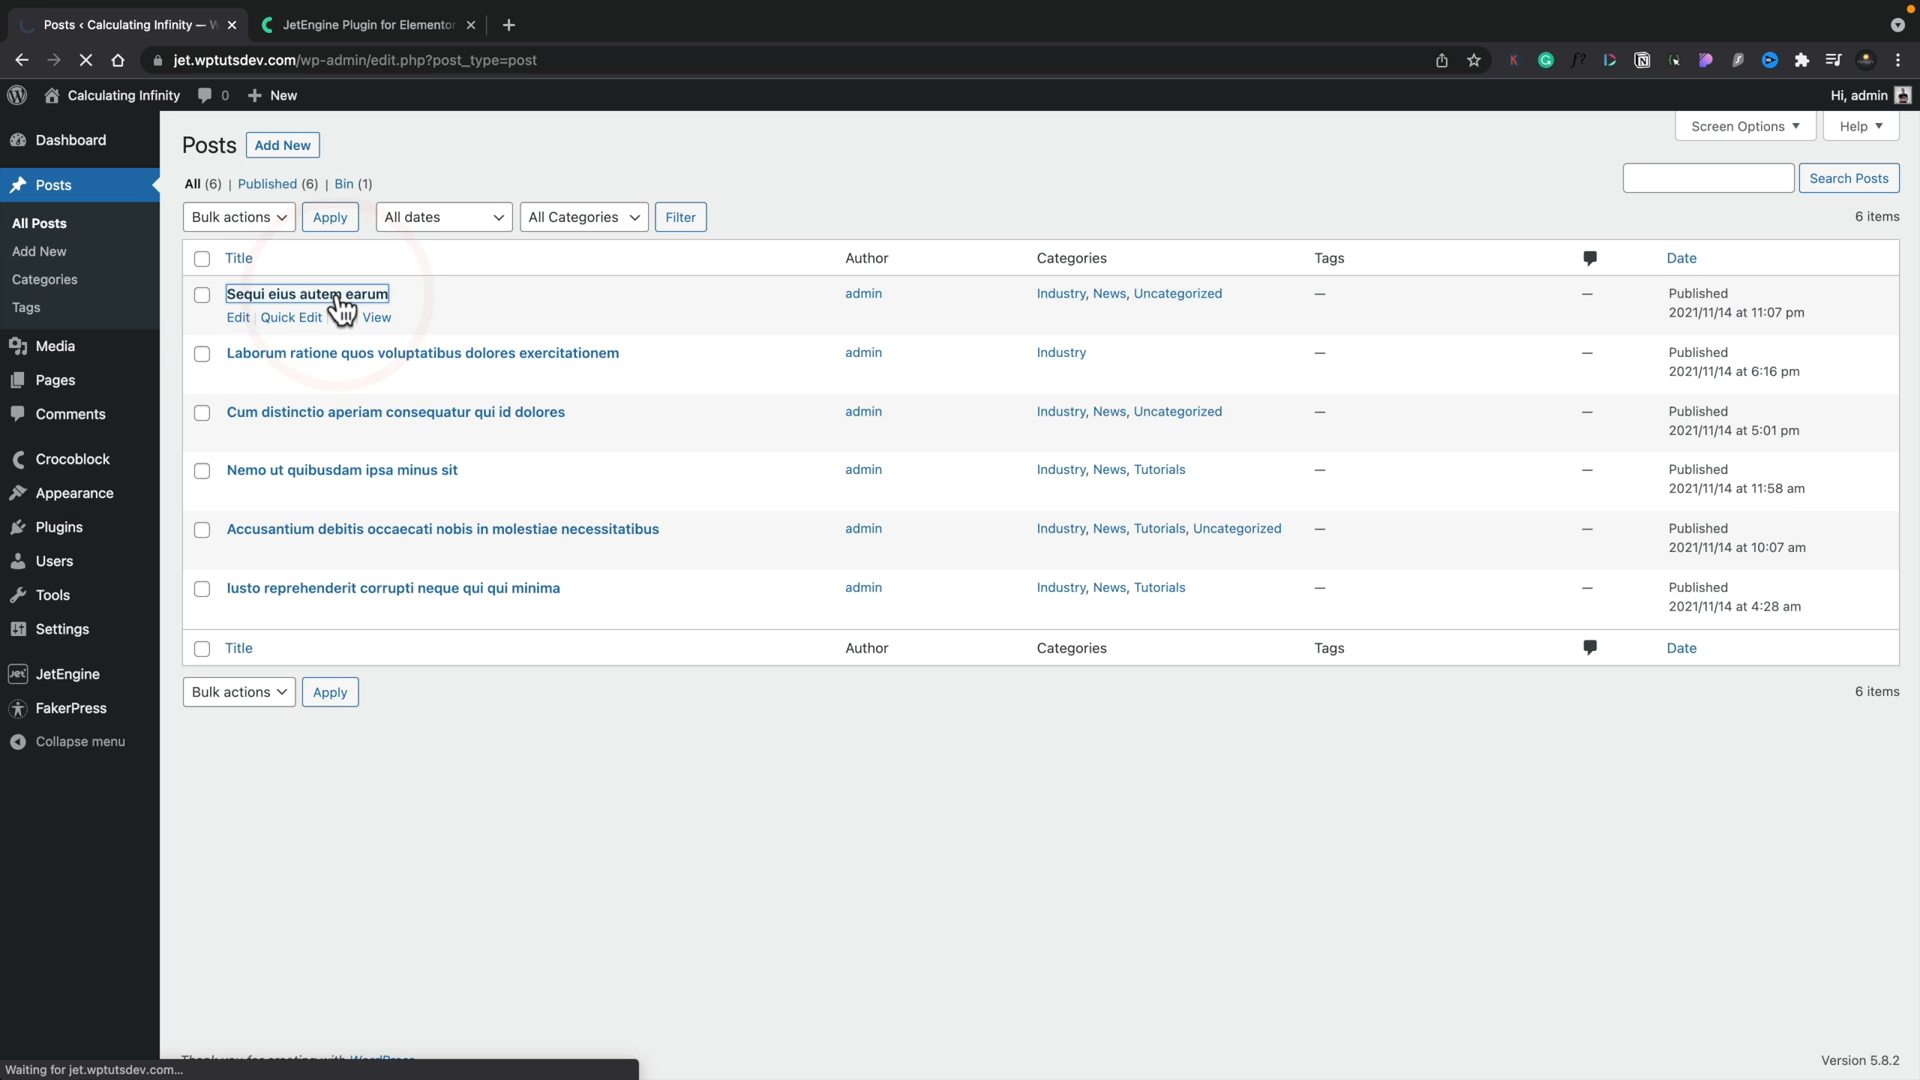 Posts ‹ Calculating Infinity — W
JetEngine Plugin for Elementor
jet.wptutsdev.com/wp-admin/edit.php?post_type=post
Calculating Infinity
0
New
Hi, admin
Dashboard
Posts
All Posts
Add New
Categories
Tags
Media
Pages
Comments
Crocoblock
Appearance
Plugins
Users
Tools
Settings
Jet
JetEngine
FakerPress
Collapse menu
Screen Options
Help
Posts
Add New
All (6) | Published (6) | Bin (1)
Search Posts
Bulk actions
Apply
All dates
All Categories
Filter
6 items
Title Author Categories Tags Date
Sequi eius autem earum admin Industry, News, Uncategorized — — Published
2021/11/14 at 11:07 pm
Edit | Quick Edit View
Laborum ratione quos voluptatibus dolores exercitationem admin Industry — — Published
2021/11/14 at 6:16 pm
Cum distinctio aperiam consequatur qui id dolores admin Industry, News, Uncategorized — — Published
2021/11/14 at 5:01 pm
Nemo ut quibusdam ipsa minus sit admin Industry, News, Tutorials — — Published
2021/11/14 at 11:58 am
Accusantium debitis occaecati nobis in molestiae necessitatibus admin Industry, News, Tutorials, Uncategorized — — Published
2021/11/14 at 10:07 am
Iusto reprehenderit corrupti neque qui qui minima admin Industry, News, Tutorials — — Published
2021/11/14 at 4:28 am
Title Author Categories Tags Date
Bulk actions
Apply
6 items
Thank you for creating with WordPress
Version 5.8.2
Waiting for jet.wptutsdev.com...